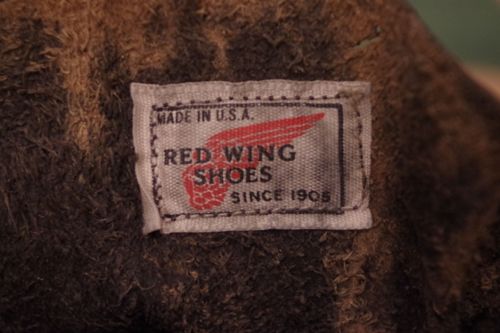 MADE IN U.S.A.
RED WING
SHOES
SINCE 1905